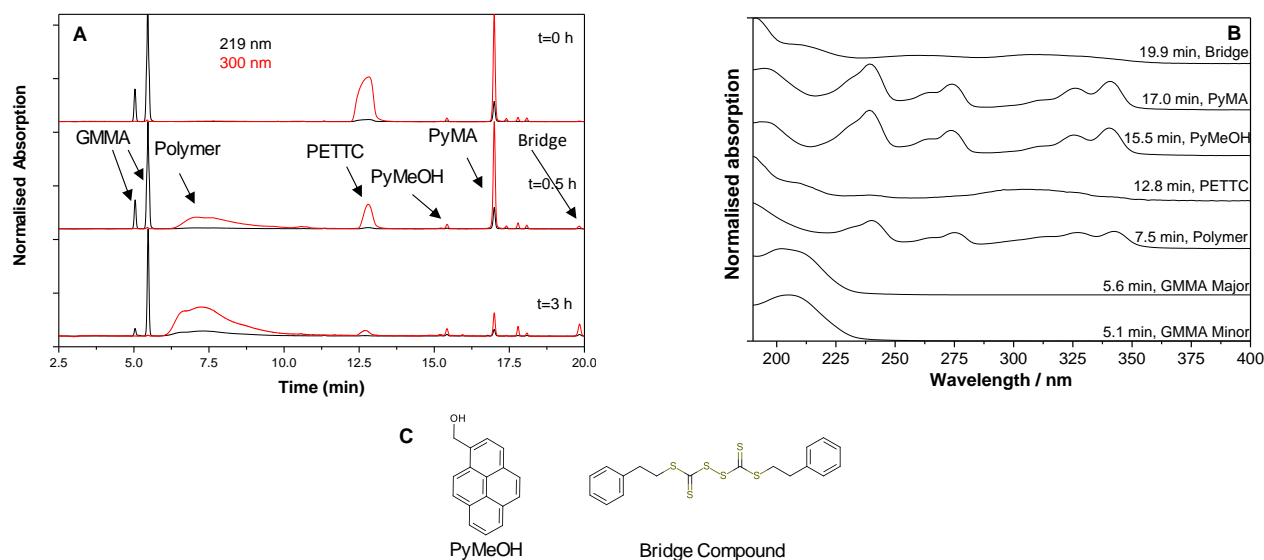 A
219 nm
300 nm
t=0 h
GMMA
Polymer
PETTC
PyMeOH
PyMA
Bridge
t=0.5 h
t=3 h
Normalised Absorption
2.5 5.0 7.5 10.0 12.5 15.0 17.5 20.0
Time (min)
B
19.9 min, Bridge
17.0 min, PyMA
15.5 min, PyMeOH
12.8 min, PETTC
7.5 min, Polymer
5.6 min, GMMA Major
5.1 min, GMMA Minor
Normalised absorption
200 250 300 350 400
Wavelength / nm
C
OH
PyMeOH
S
S
S
S
S
S
Bridge Compound